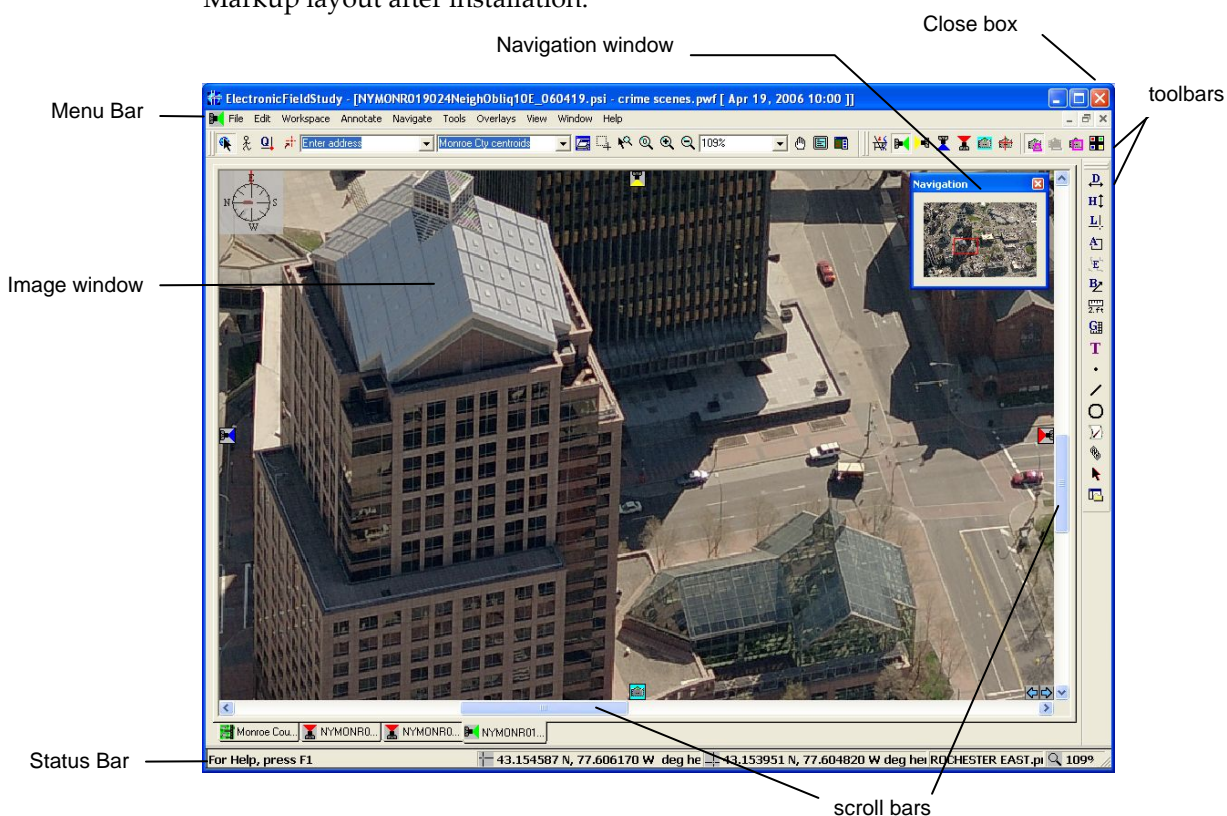 Markup layout after installation.
Close box
Navigation window
toolbars
Menu Bar
ElectronicFieldStudy - [NYMONR019024NeighObliq10E_060419.psi - crime scenes.pwf [ Apr 19, 2006 10:00 ]]
File Edit Workspace Annotate Navigate Tools Overlays View Window Help
Enter address Monroe Cty centroids 109%
Navigation
E
N S
W
D
H
L
A
E
B
2.Ft
G
T
Image window
Monroe Cou... NYMONR0... NYMONR0... NYMONR01...
Status Bar
For Help, press F1 43.154587 N, 77.606170 W deg he 43.153951 N, 77.604820 W deg hei ROCHESTER EAST.pi 109%
scroll bars